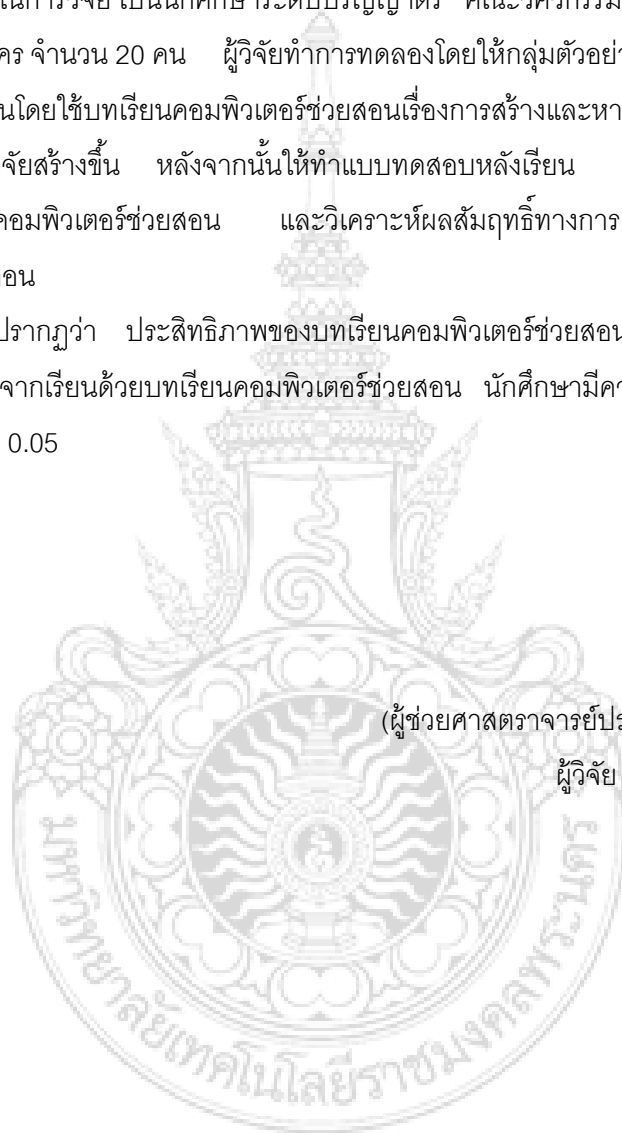 ในการวิจัย เป็นนักศึกษาระดับปริญญาตรี คณะวิศวกรรม
คร จำนวน 20 คน ผู้วิจัยทำการทดลองโดยให้กลุ่มตัวอย่า
นโดยใช้บทเรียนคอมพิวเตอร์ช่วยสอนเรื่องการสร้างและหา
จัยสร้างขึ้น หลังจากนั้นให้ทำแบบทดสอบหลังเรียน
คอมพิวเตอร์ช่วยสอน และวิเคราะห์ผลสัมฤทธิ์ทางการ
อน
ปรากฏว่า ประสิทธิภาพของบทเรียนคอมพิวเตอร์ช่วยสอน
จากเรียนด้วยบทเรียนคอมพิวเตอร์ช่วยสอน นักศึกษามีคา
0.05
(ผู้ช่วยศาสตราจารย์ประ
ผู้วิจัย
มหาวิทยาลัยเทคโนโลยีราชมงคลพระนคร